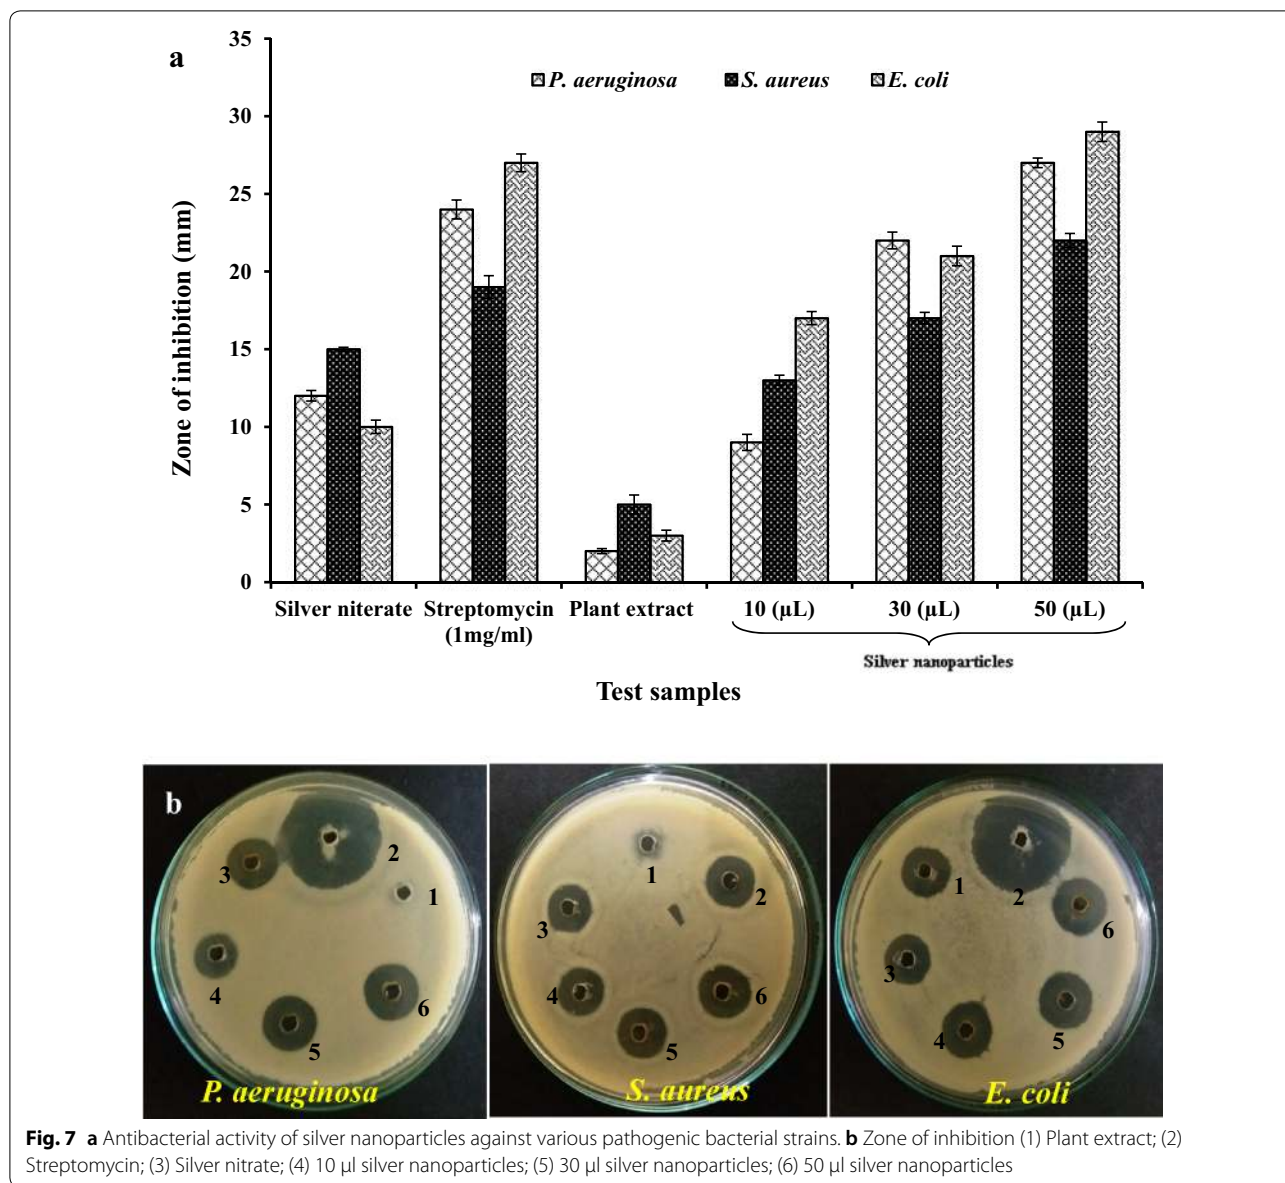 a
35
30
25
20
15
10
5
0
Zone of inhibition (mm)
P. aeruginosa S. aureus E. coli
Silver niterate Streptomycin (1mg/ml) Plant extract 10 (µL) 30 (µL) 50 (µL)
Silver nanoparticles
Test samples
b
1
2
3
4
5
6
P. aeruginosa
1
2
3
4
5
6
S. aureus
1
2
3
4
5
6
E. coli
Fig. 7 a Antibacterial activity of silver nanoparticles against various pathogenic bacterial strains. b Zone of inhibition (1) Plant extract; (2)
Streptomycin; (3) Silver nitrate; (4) 10 µl silver nanoparticles; (5) 30 µl silver nanoparticles; (6) 50 µl silver nanoparticles